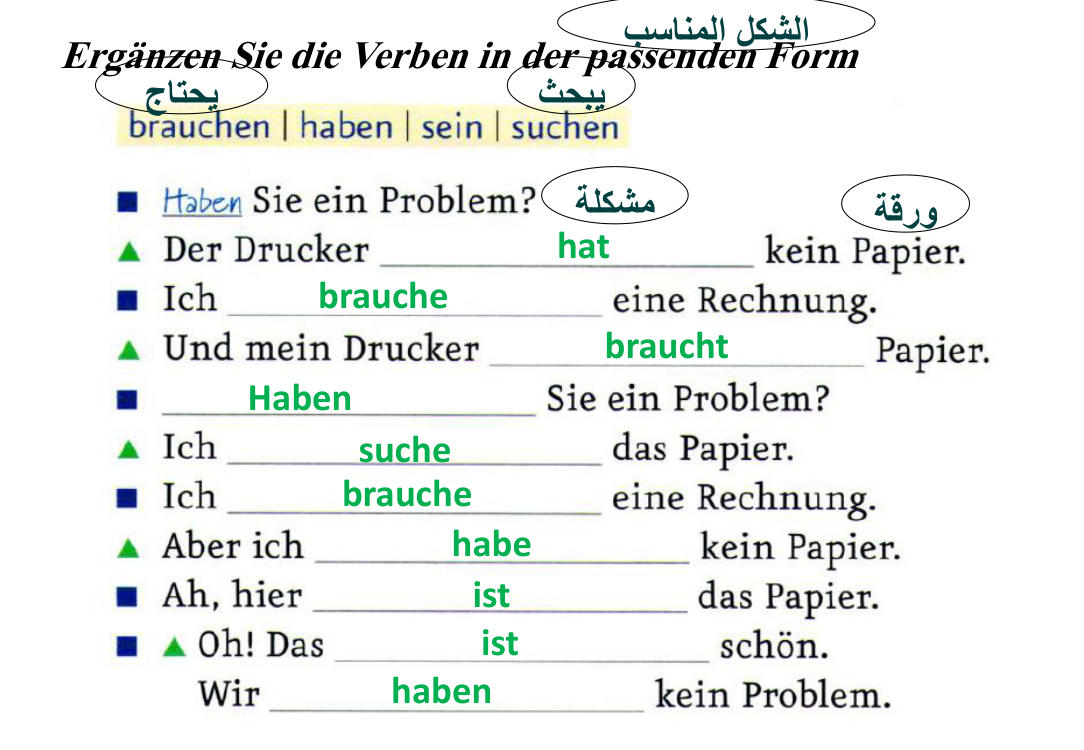 الشكل المناسب
Ergänzen Sie die Verben in der passenden Form
يحتاج يبحث
brauchen | haben | sein | suchen
Haben Sie ein Problem? مشكلة ورقة
Der Drucker hat kein Papier.
Ich brauche eine Rechnung.
Und mein Drucker braucht Papier.
Haben Sie ein Problem?
Ich suche das Papier.
Ich brauche eine Rechnung.
Aber ich habe kein Papier.
Ah, hier ist das Papier.
Oh! Das ist schön.
Wir haben kein Problem.